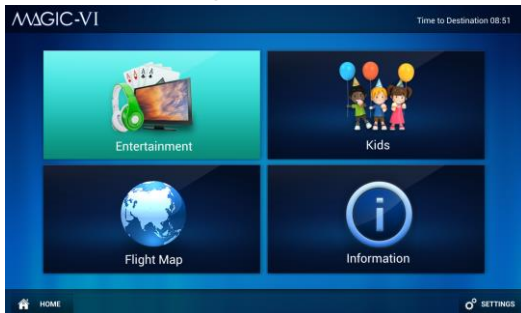 MAGIC-VI
Time to Destination 08:51
Entertainment
Kids
Flight Map
Information
HOME
SETTINGS